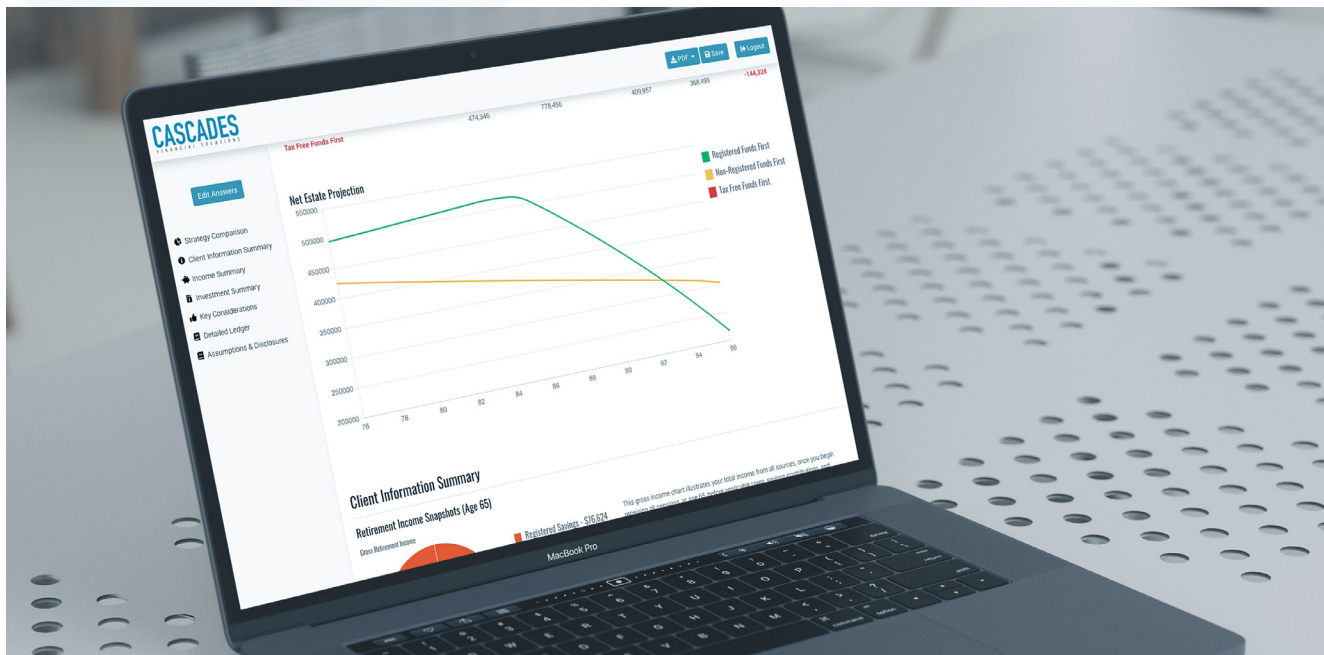 PDF
Save
Logout
CASCADES
FINANCIAL SOLUTIONS
Tax Free Funds First
474,346
778,456
409,957
368,495
-144,328
Edit Answers
Strategy Comparison
Client Information Summary
Income Summary
Investment Summary
Key Considerations
Detailed Ledger
Assumptions & Disclosures
Net Estate Projection
Registered Funds First
Non-Registered Funds First
Tax Free Funds First
550000
500000
450000
400000
350000
300000
250000
200000
76
78
80
82
84
86
88
90
92
94
96
Client Information Summary
Retirement Income Snapshots (Age 65)
Gross Retirement Income
Registered Savings - $76,624
This gross income chart illustrates your total income from all sources, once you begin
MacBook Pro